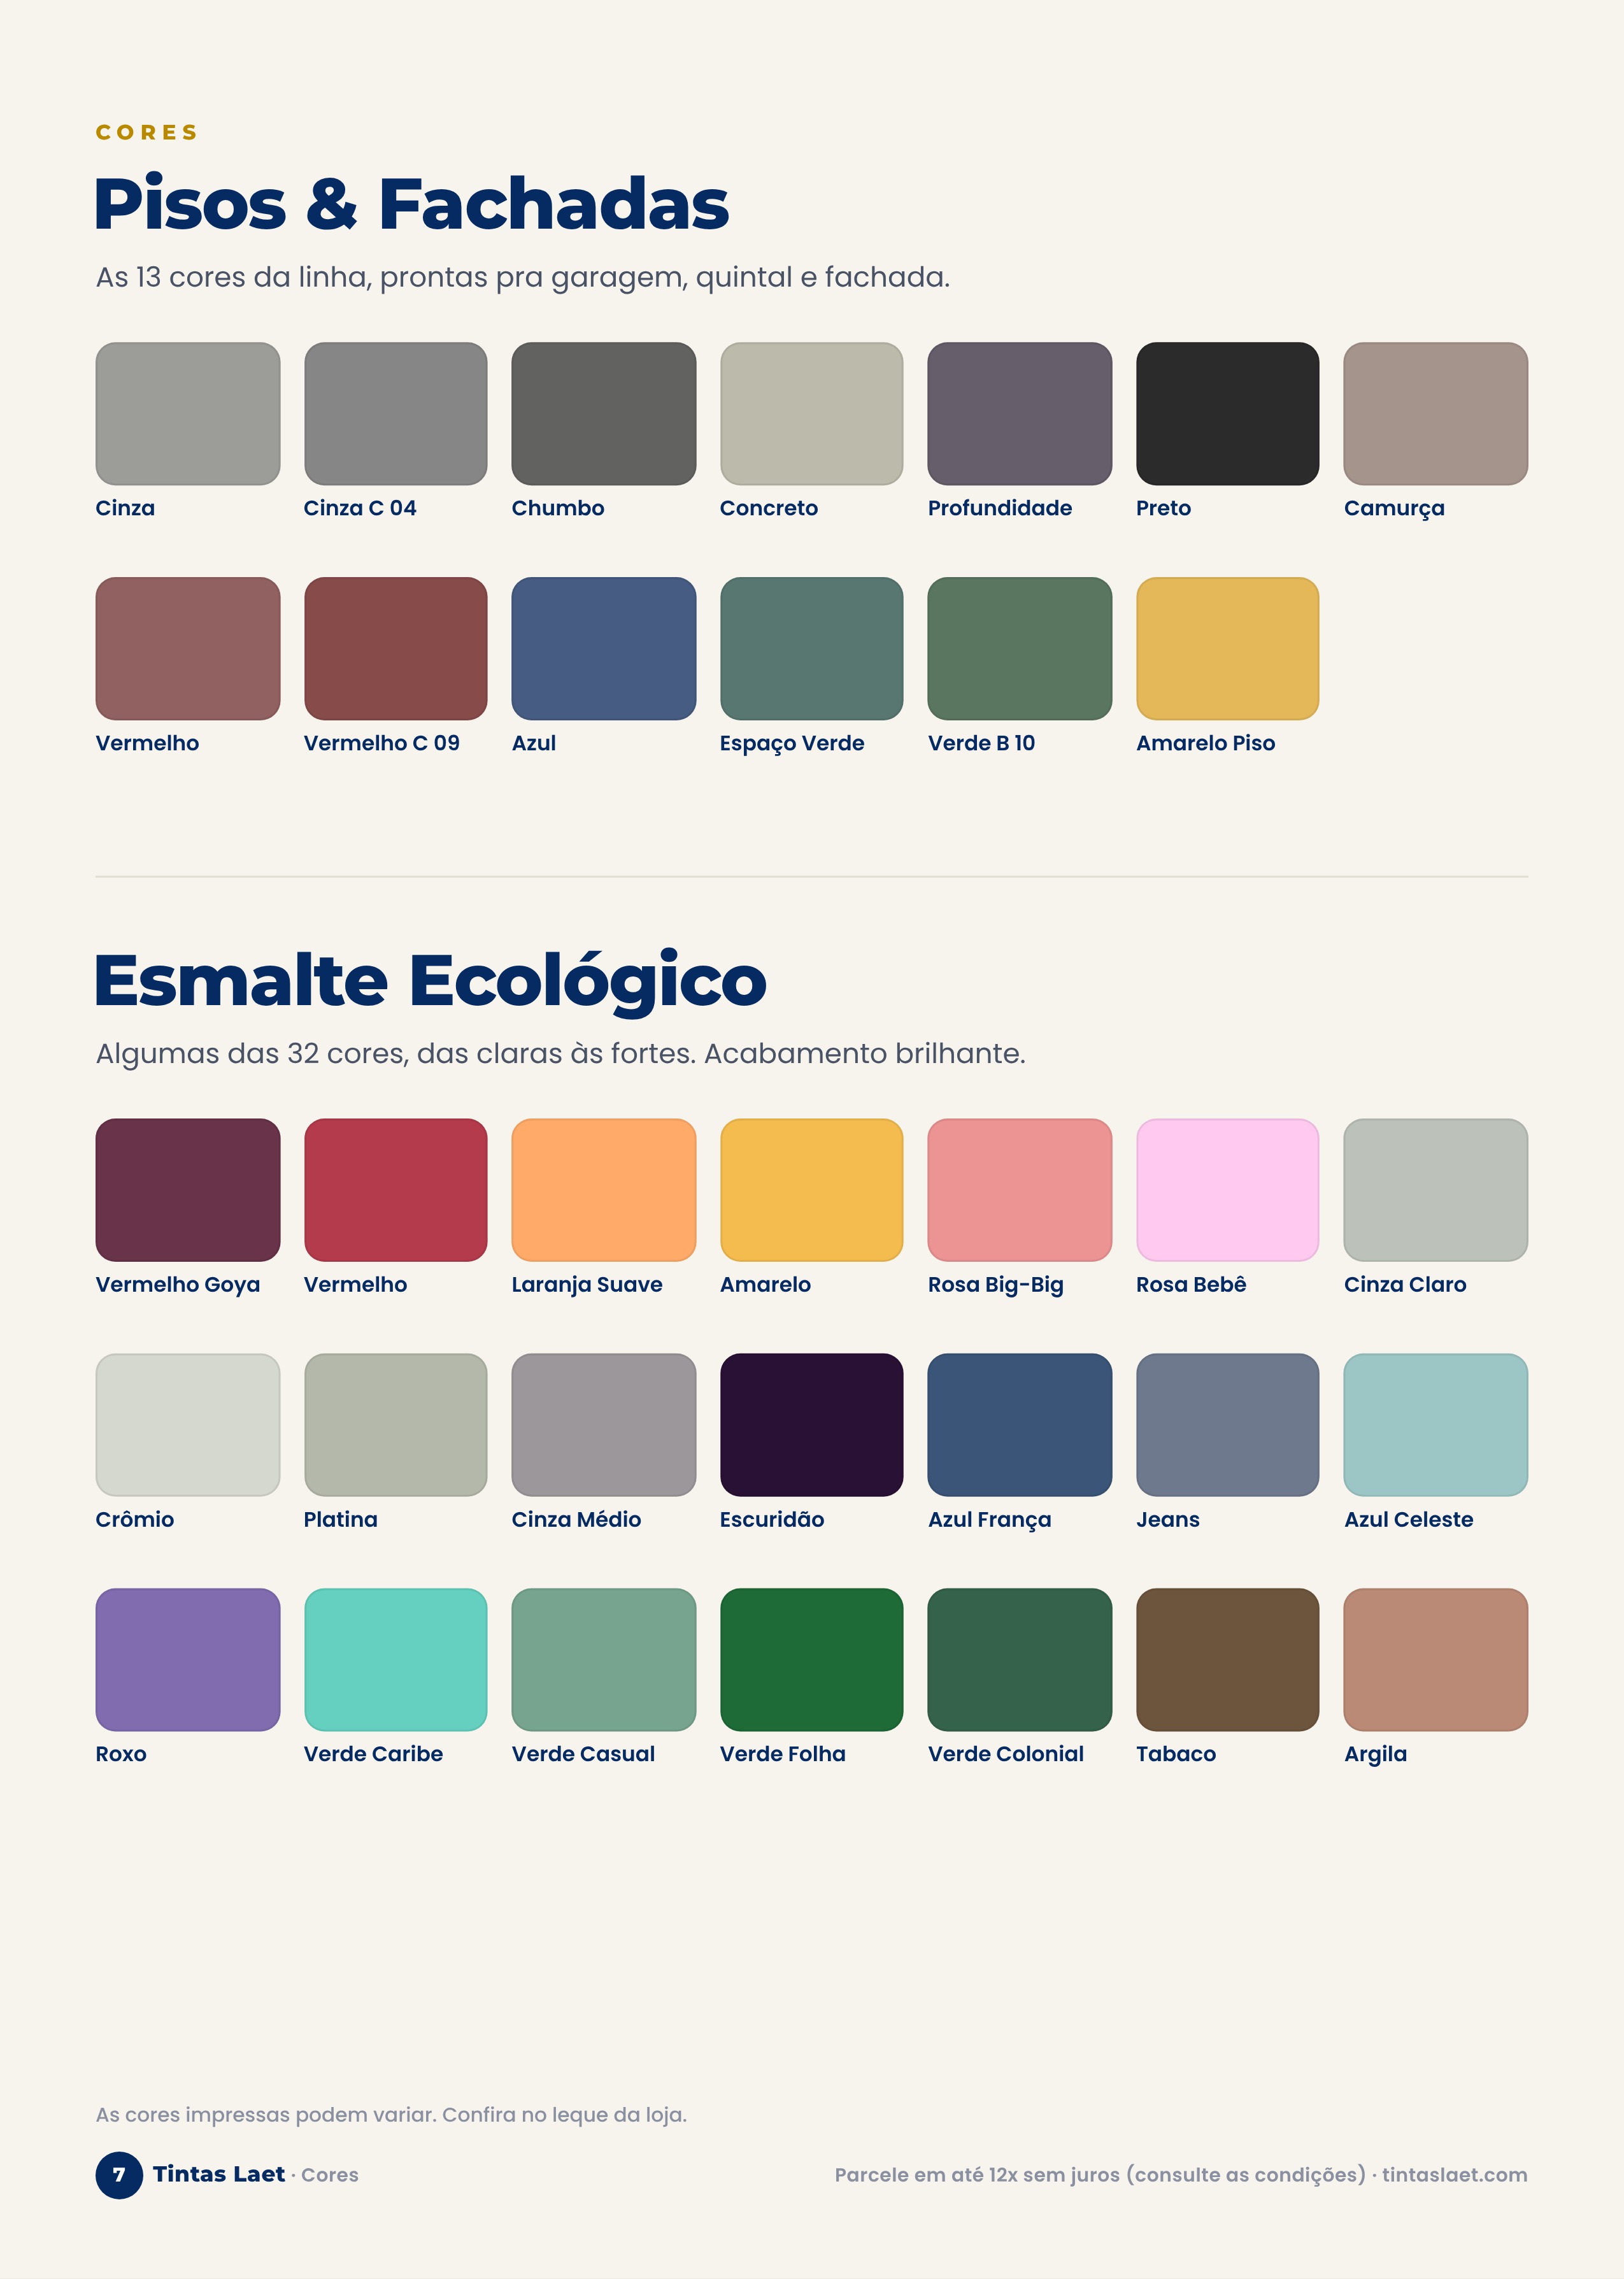 CORES
Pisos & Fachadas
As 13 cores da linha, prontas pra garagem, quintal e fachada.
Cinza
Cinza C 04
Chumbo
Concreto
Profundidade
Preto
Camurça
Vermelho
Vermelho C 09
Azul
Espaço Verde
Verde B 10
Amarelo Piso
Esmalte Ecológico
Algumas das 32 cores, das claras às fortes. Acabamento brilhante.
Vermelho Goya
Vermelho
Laranja Suave
Amarelo
Rosa Big-Big
Rosa Bebê
Cinza Claro
Crômio
Platina
Cinza Médio
Escuridão
Azul França
Jeans
Azul Celeste
Roxo
Verde Caribe
Verde Casual
Verde Folha
Verde Colonial
Tabaco
Argila
As cores impressas podem variar. Confira no leque da loja.
7 Tintas Laet · Cores
Parcele em até 12x sem juros (consulte as condições) · tintaslaet.com